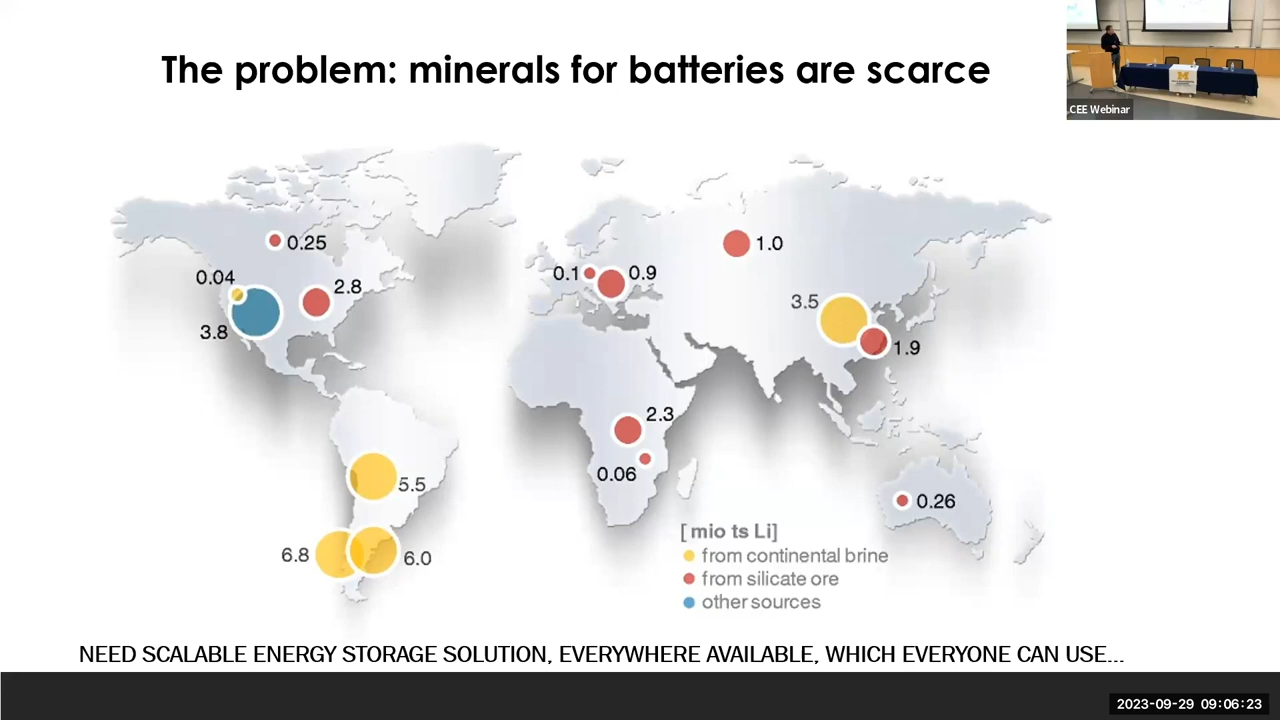 The problem: minerals for batteries are scarce
M
CEE Webinar
0.25
0.04
2.8
3.8
0.1
0.9
1.0
3.5
1.9
2.3
0.06
5.5
6.8
6.0
0.26
[ mio ts Li]
from continental brine
from silicate ore
other sources
NEED SCALABLE ENERGY STORAGE SOLUTION, EVERYWHERE AVAILABLE, WHICH EVERYONE CAN USE...
2023-09-29 09:06:23